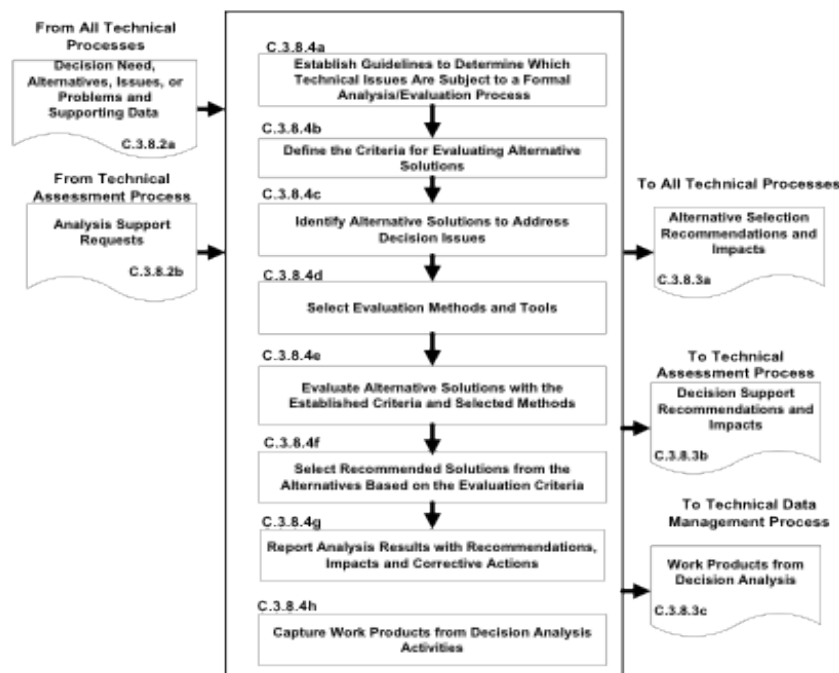 From All Technical
Processes
Decision Need,
Alternatives, Issues, or
Problems and
Supporting Data
C.3.8.2a
From Technical
Assessment Process
Analysis Support
Requests
C.3.8.2b
C.3.8.4a
Establish Guidelines to Determine Which
Technical Issues Are Subject to a Formal
Analysis/Evaluation Process
C.3.8.4b
Define the Criteria for Evaluating Alternative
Solutions
C.3.8.4c
Identify Alternative Solutions to Address
Decision Issues
C.3.8.4d
Select Evaluation Methods and Tools
C.3.8.4e
Evaluate Alternative Solutions with the
Established Criteria and Selected Methods
C.3.8.4f
Select Recommended Solutions from the
Alternatives Based on the Evaluation Criteria
C.3.8.4g
Report Analysis Results with Recommendations,
Impacts and Corrective Actions
C.3.8.4h
Capture Work Products from Decision Analysis
Activities
To All Technical Processes
Alternative Selection
Recommendations and
Impacts
C.3.8.3a
To Technical
Assessment Process
Decision Support
Recommendations and
Impacts
C.3.8.3b
To Technical Data
Management Process
Work Products from
Decision Analysis
C.3.8.3c